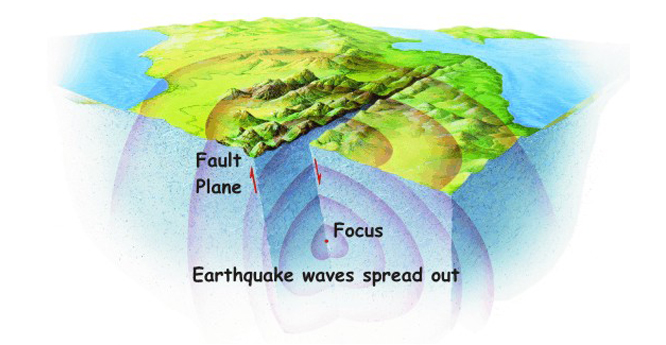 Fault
Plane
Focus
Earthquake waves spread out